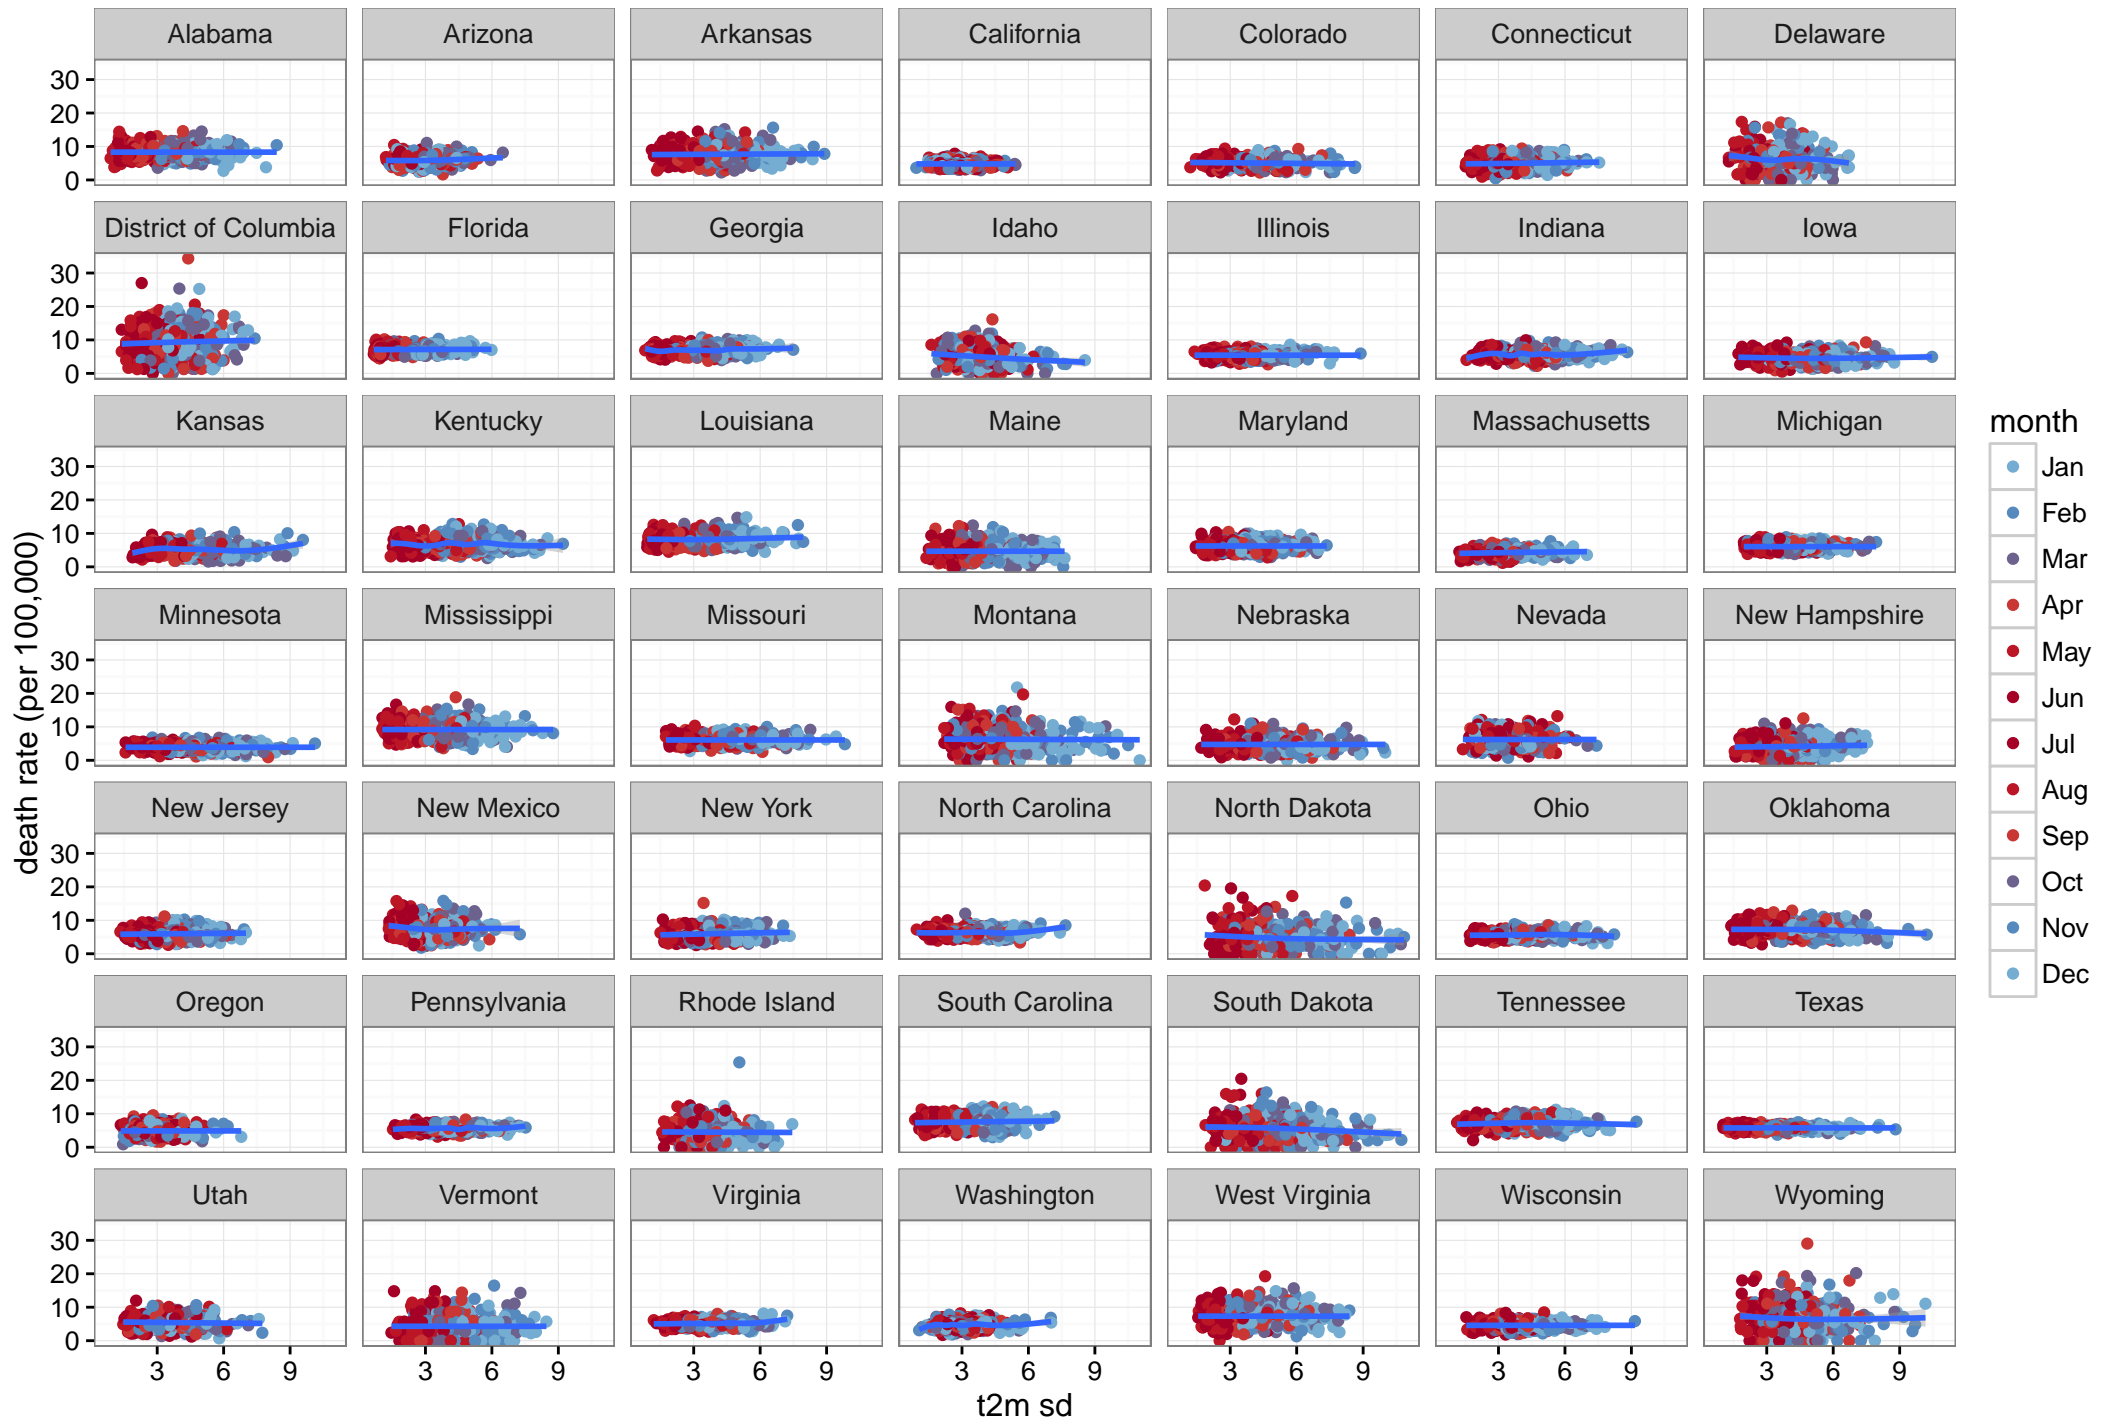 Alabama Arizona Arkansas California Colorado Connecticut Delaware
30
20
10
0
District of Columbia Florida Georgia Idaho Illinois Indiana Iowa
30
20
10
0
Kansas Kentucky Louisiana Maine Maryland Massachusetts Michigan
30
20
10
0
Minnesota Mississippi Missouri Montana Nebraska Nevada New Hampshire
30
20
10
0
New Jersey New Mexico New York North Carolina North Dakota Ohio Oklahoma
30
20
10
0
Oregon Pennsylvania Rhode Island South Carolina South Dakota Tennessee Texas
30
20
10
0
Utah Vermont Virginia Washington West Virginia Wisconsin Wyoming
30
20
10
0
3 6 9 3 6 9 3 6 9 3 6 9 3 6 9 3 6 9 3 6 9
t2m sd
death rate (per 100,000)
month
Jan
Feb
Mar
Apr
May
Jun
Jul
Aug
Sep
Oct
Nov
Dec